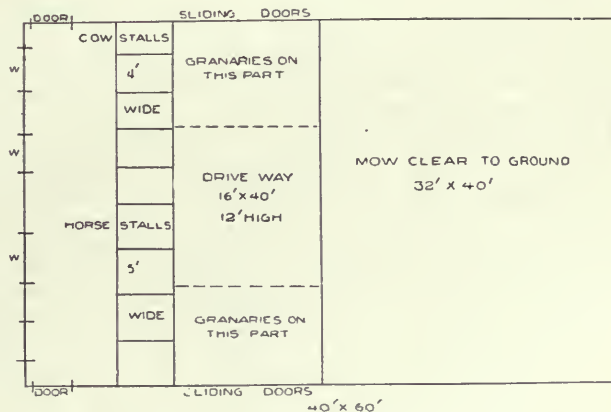 SLIDING DOORS
DOOR
COW STALLS
4'
WIDE
GRANARIES ON
THIS PART
W
W
W
DRIVE WAY
16'X40'
12'HIGH
MOW CLEAR TO GROUND
32' X 40'
HORSE STALLS
5'
WIDE
GRANARIES ON
THIS PART
DOOR
SLIDING DOORS
40'X 60'